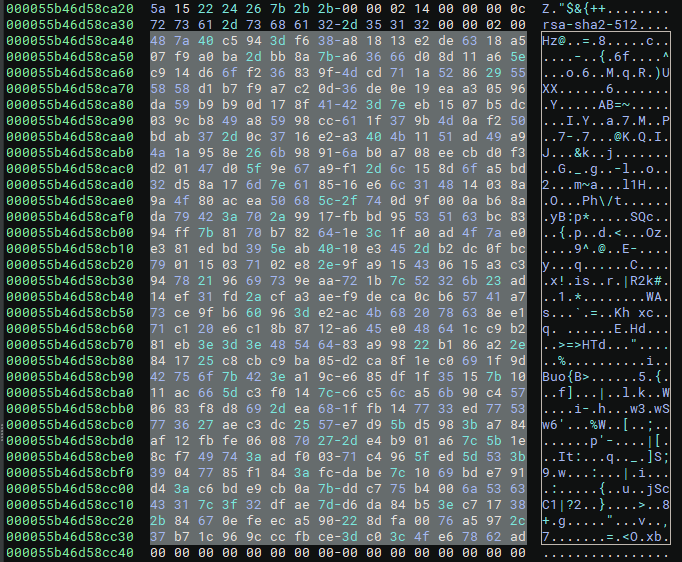 000055b46d58ca20 5a 15 22 24 26 7b 2b 2b-00 00 02 14 00 00 00 0c Z."$&{++........
000055b46d58ca30 72 73 61 2d 73 68 61 32-2d 35 31 32 00 00 02 00 rsa-sha2-512....
000055b46d58ca40 48 7a 40 c5 94 3d f6 38-a8 18 13 e2 de 63 18 a5 Hz@..=.8.....c..
000055b46d58ca50 07 f9 a0 ba 2d bb 8a 7b-a6 36 66 d0 8d 11 a6 5e ....-..{.6f....^
000055b46d58ca60 c9 14 d6 6f f2 36 83 9f-4d cd 71 1a 52 86 29 55 ...o.6..M.q.R.)U
000055b46d58ca70 58 58 d1 b7 f9 a7 c2 0d-36 de 0e 19 ea a3 05 96 XX......6.......
000055b46d58ca80 da 59 b9 b9 0d 17 8f 41-42 3d 7e eb 15 07 b5 dc .Y.....AB=~.....
000055b46d58ca90 03 9c b8 49 a8 59 98 cc-61 1f 37 9b 4d 0a f2 50 ...I.Y..a.7.M..P
000055b46d58caa0 bd ab 37 2d 0c 37 16 e2-a3 40 4b 11 51 ad 49 a9 ..7-.7...@K.Q.I.
000055b46d58cab0 4a 1a 95 8e 26 6b 98 91-6a b0 a7 08 ee cb d0 f3 J...&k..j.......
000055b46d58cac0 d2 01 47 d0 5f 9e 67 a9-f1 2d 6c 15 8d 6f a5 bd ..G._.g..-l..o..
000055b46d58cad0 32 d5 8a 17 6d 7e 61 85-16 e6 6c 31 48 14 03 8a 2...m~a...l1H...
000055b46d58cae0 9a 4f 80 ac ea 50 68 5c-2f 74 0d 9f 00 0a b6 8a .O...Ph\/t......
000055b46d58caf0 da 79 42 3a 70 2a 99 17-fb bd 95 53 51 63 bc 83 .yB:p*.....SQc..
000055b46d58cb00 94 ff 7b 81 70 b7 82 64-1e 3c 1f a0 ad 4f 7a e0 ..{.p..d.<...Oz.
000055b46d58cb10 e3 81 ed bd 39 5e ab 40-10 e3 45 2d b2 dc 0f bc ....9^.@..E-....
000055b46d58cb20 79 01 15 03 71 02 e8 2e-9f a9 15 43 06 15 a3 c3 y...q......C....
000055b46d58cb30 94 78 21 96 69 73 9e aa-72 1b 7c 52 32 6b 23 ad .x!.is..r.|R2k#.
000055b46d58cb40 14 ef 31 fd 2a cf a3 ae-f9 de ca 0c b6 57 41 a7 ..1.*........WA.
000055b46d58cb50 73 ce 9f b6 60 96 3d e2-ac 4b 68 20 78 63 8e e1 s...`.=..Kh xc..
000055b46d58cb60 71 c1 20 e6 c1 8b 87 12-a6 45 e0 48 64 1c c9 b2 q. ......E.Hd...
000055b46d58cb70 81 eb 3e 3d 3e 48 54 64-83 a9 98 22 b1 86 a2 2e ..>=>HTd..."....
000055b46d58cb80 84 17 25 c8 cb c9 ba 05-d2 ca 8f 1e c0 69 1f 9d ..%..........i..
000055b46d58cb90 42 75 6f 7b 42 3e a1 9c-e6 85 df 1f 35 15 7b 10 Buo{B>......5.{.
000055b46d58cba0 11 ac 66 5d c3 f0 14 7c-c6 c5 6c a5 6b 90 c4 57 ..f]...|..l.k..W
000055b46d58cbb0 06 83 f8 d8 69 2d ea 68-1f fb 14 77 33 ed 77 53 ....i-.h...w3.wS
000055b46d58cbc0 77 36 27 ae c3 dc 25 57-e7 d9 5b d5 98 3b a7 84 w6'...%W..[..;..
000055b46d58cbd0 af 12 fb fe 06 08 70 27-2d e4 b9 01 a6 7c 5b 1e ......p'-....|[.
000055b46d58cbe0 8c f7 49 74 3a ad f0 03-71 c4 96 5f ed 5d 53 3b ..It:...q.._.]S;
000055b46d58cbf0 39 04 77 85 f1 84 3a fc-da be 7c 10 69 bd e7 91 9.w...:...|.i...
000055b46d58cc00 d4 3a c6 bd e9 cb 0a 7b-dd c7 75 b4 00 6a 53 63 .:.....{..u..jSc
000055b46d58cc10 43 31 7c 3f 32 df ae 7d-d6 da 84 b5 3e c7 17 38 C1|?2..}....>..8
000055b46d58cc20 2b 84 67 0e fe ec a5 90-22 8d fa 00 76 a5 97 2c +.g....."...v..,
000055b46d58cc30 37 b7 1c 96 9c cc fb ce-3d c0 3c 4f e6 78 62 ad 7.......=.<O.xb.
000055b46d58cc40 00 00 00 00 00 00 00 00-00 00 00 00 00 00 00 00 ................